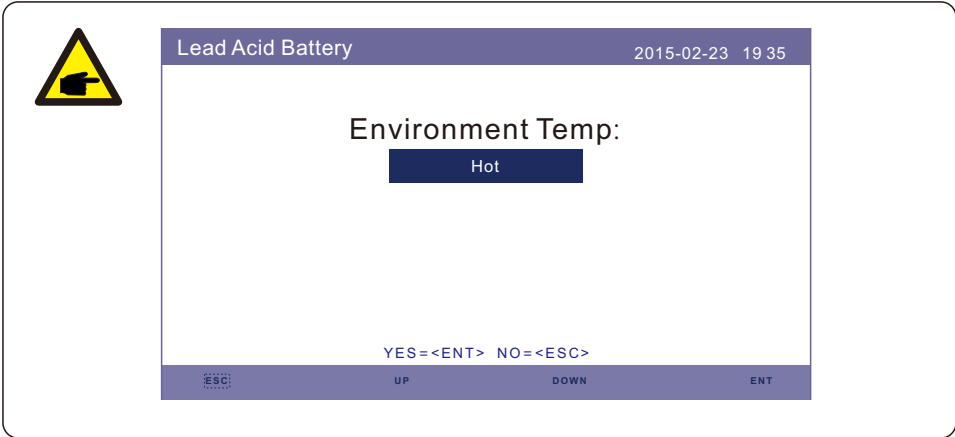 Lead Acid Battery 2015-02-23 19 35
Environment Temp:
Hot
YES=<ENT> NO=<ESC>
ESC UP DOWN ENT